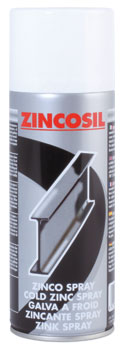 ZINCOSIL
ZINCO SPRAY
COLD ZINC SPRAY
GALVA A FROID
ZINCANTE SPRAY
ZINK SPRAY